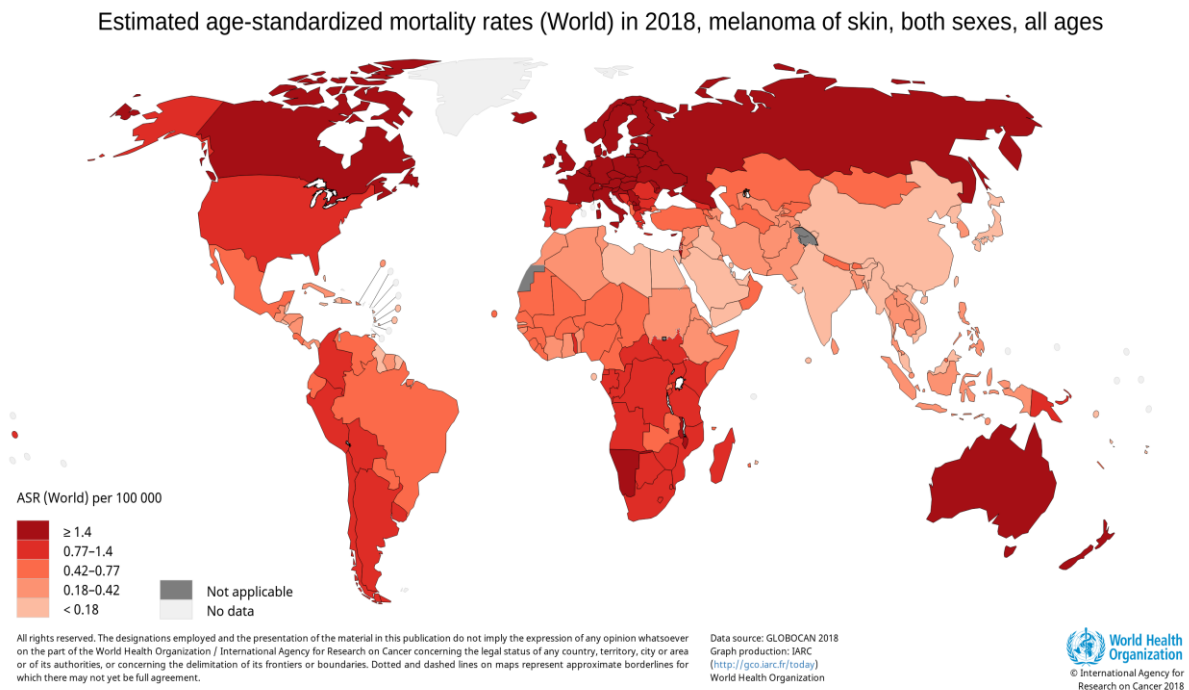 Estimated age-standardized mortality rates (World) in 2018, melanoma of skin, both sexes, all ages
ASR (World) per 100 000
≥ 1.4
0.77–1.4
0.42–0.77
0.18–0.42
< 0.18
Not applicable
No data
All rights reserved. The designations employed and the presentation of the material in this publication do not imply the expression of any opinion whatsoever
on the part of the World Health Organization / International Agency for Research on Cancer concerning the legal status of any country, territory, city or area
or of its authorities, or concerning the delimitation of its frontiers or boundaries. Dotted and dashed lines on maps represent approximate borderlines for
which there may not yet be full agreement.
Data source: GLOBOCAN 2018
Graph production: IARC
(http://gco.iarc.fr/today)
World Health Organization
World Health
Organization
© International Agency for
Research on Cancer 2018